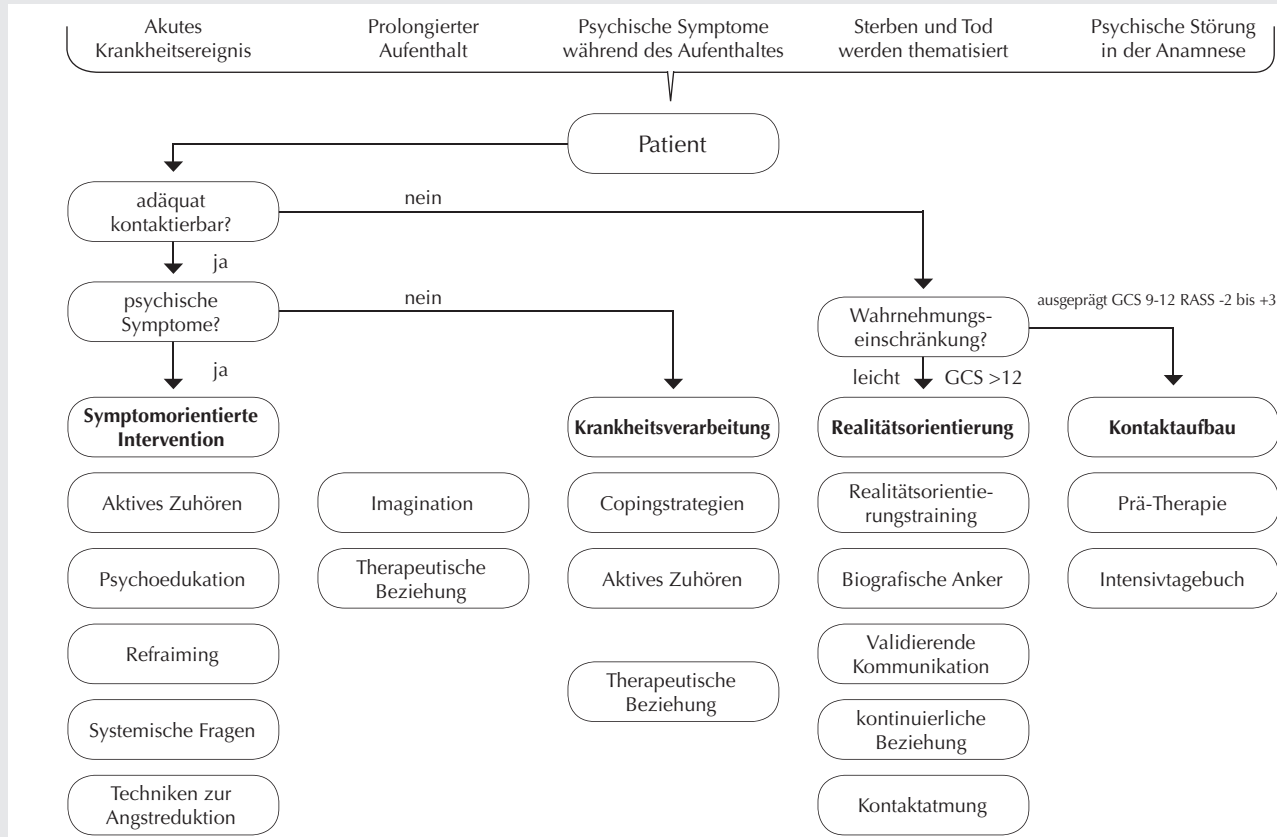 Akutes
Krankheitsereignis
Prolongierter
Aufenthalt
Psychische Symptome
während des Aufenthaltes
Sterben und Tod
werden thematisiert
Psychische Störung
in der Anamnese
Patient
adäquat
kontaktierbar?
nein
ja
psychische
Symptome?
nein
ja
Wahrnehmungs-
einschränkung?
ausgeprägt GCS 9-12 RASS -2 bis +3
leicht
GCS >12
Symptomorientierte
Intervention
Aktives Zuhören
Psychoedukation
Refraiming
Systemische Fragen
Techniken zur
Angstreduktion
Imagination
Therapeutische
Beziehung
Krankheitsverarbeitung
Copingstrategien
Aktives Zuhören
Therapeutische
Beziehung
Realitätsorientierung
Realitätsorientie-
rungstraining
Biografische Anker
Validierende
Kommunikation
kontinuierliche
Beziehung
Kontaktatmung
Kontaktaufbau
Prä-Therapie
Intensivtagebuch